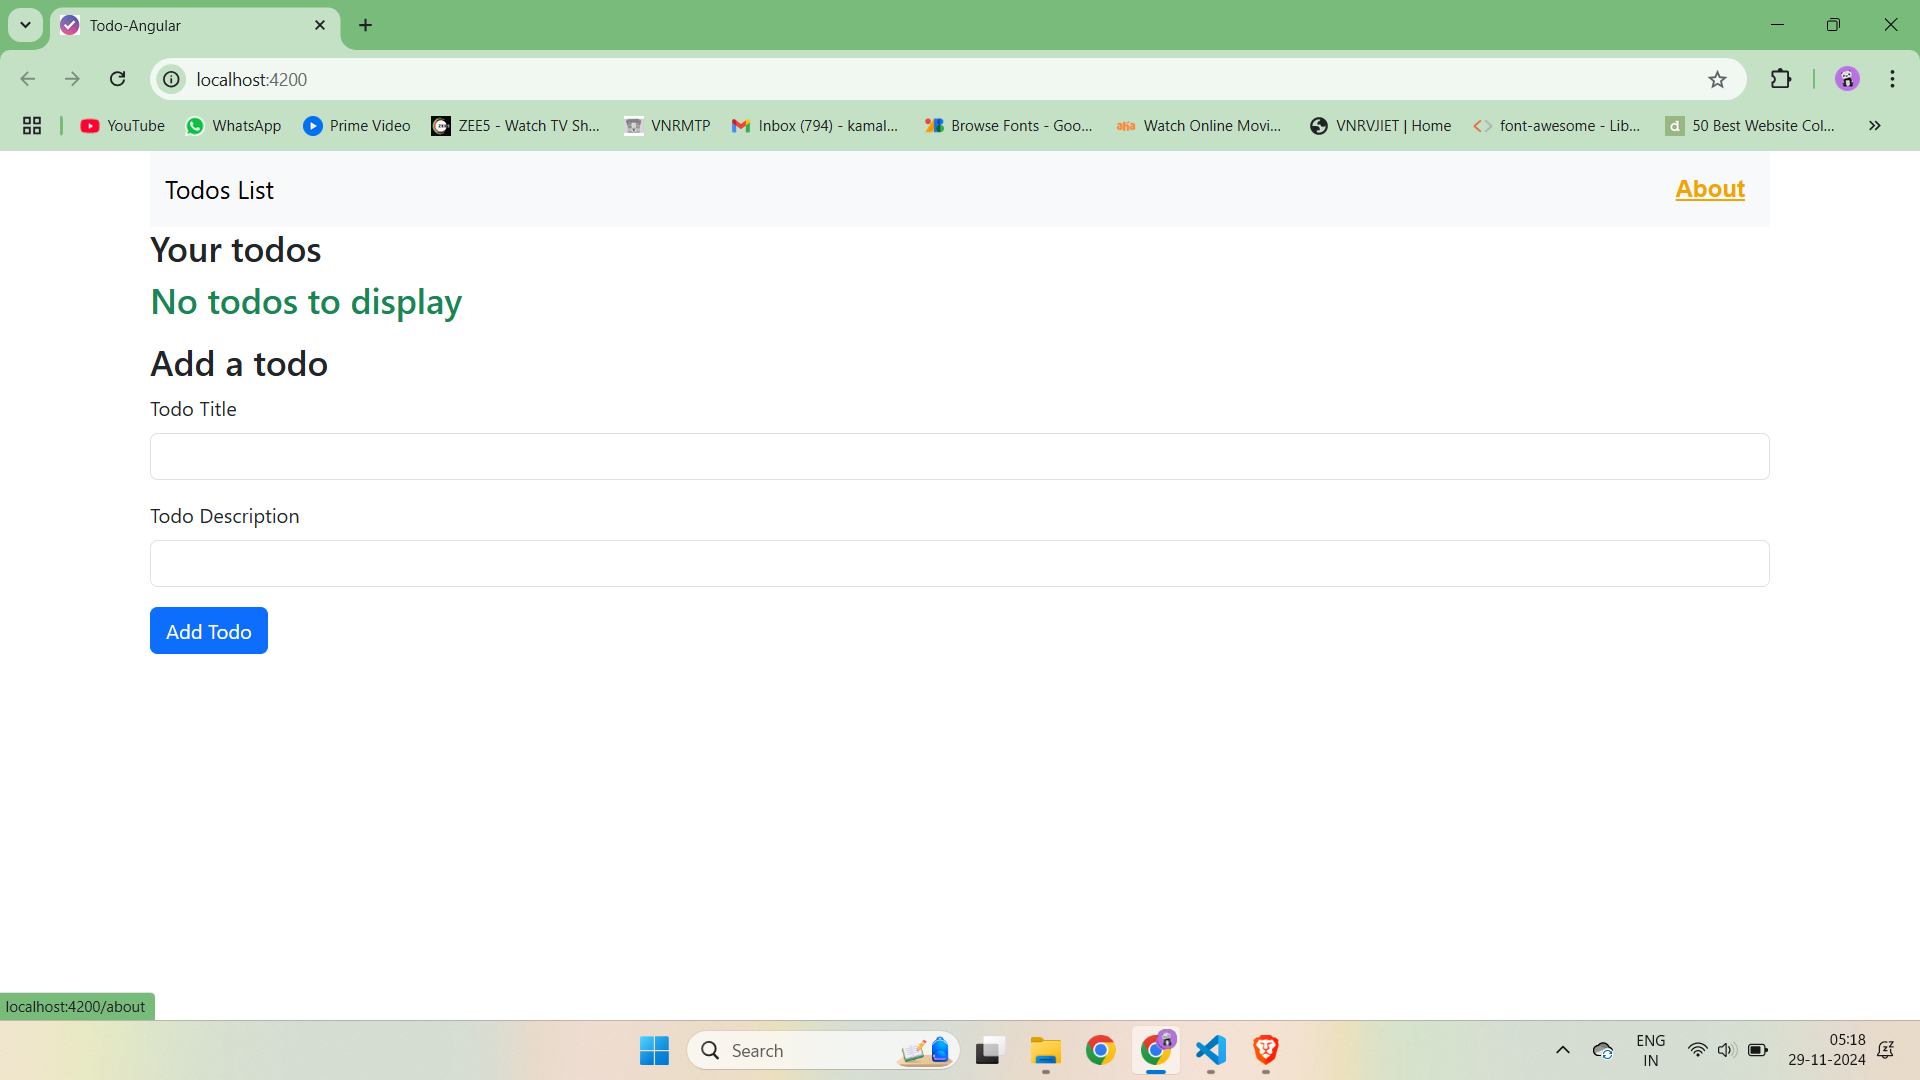 Todo-Angular
localhost:4200
YouTube WhatsApp Prime Video ZEE5 - Watch TV Sh... VNRMTP Inbox (794) - kamal... Browse Fonts - Goo... aha Watch Online Movi... VNRVJIET | Home font-awesome - Lib... d 50 Best Website Col...
Todos List About
Your todos
No todos to display
Add a todo
Todo Title
Todo Description
Add Todo
localhost:4200/about
Search
ENG
IN
05:18
29-11-2024